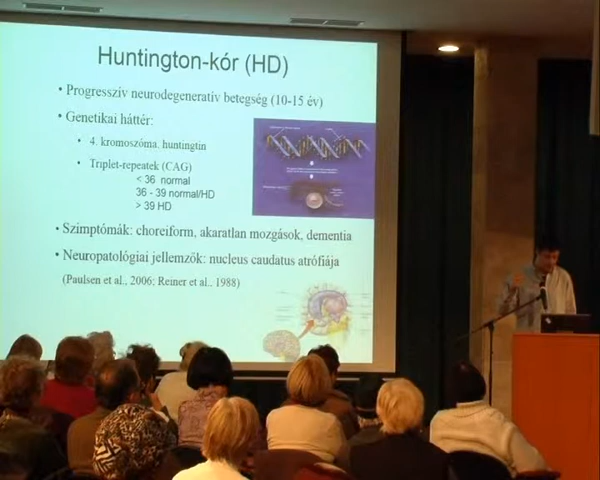 Huntington-kór (HD)
• Progresszív neurodegeneratív betegség (10-15 év)
• Genetikai háttér:
• 4. kromoszóma, huntingtin
• Triplet-repeatek (CAG)
< 36 normal
36 - 39 normal/HD
> 39 HD
• Szimptómák: choreiform, akaratlan mozgások, dementia
• Neuropatológiai jellemzők: nucleus caudatus atrófiája
(Paulsen et al., 2006; Reiner et al., 1988)